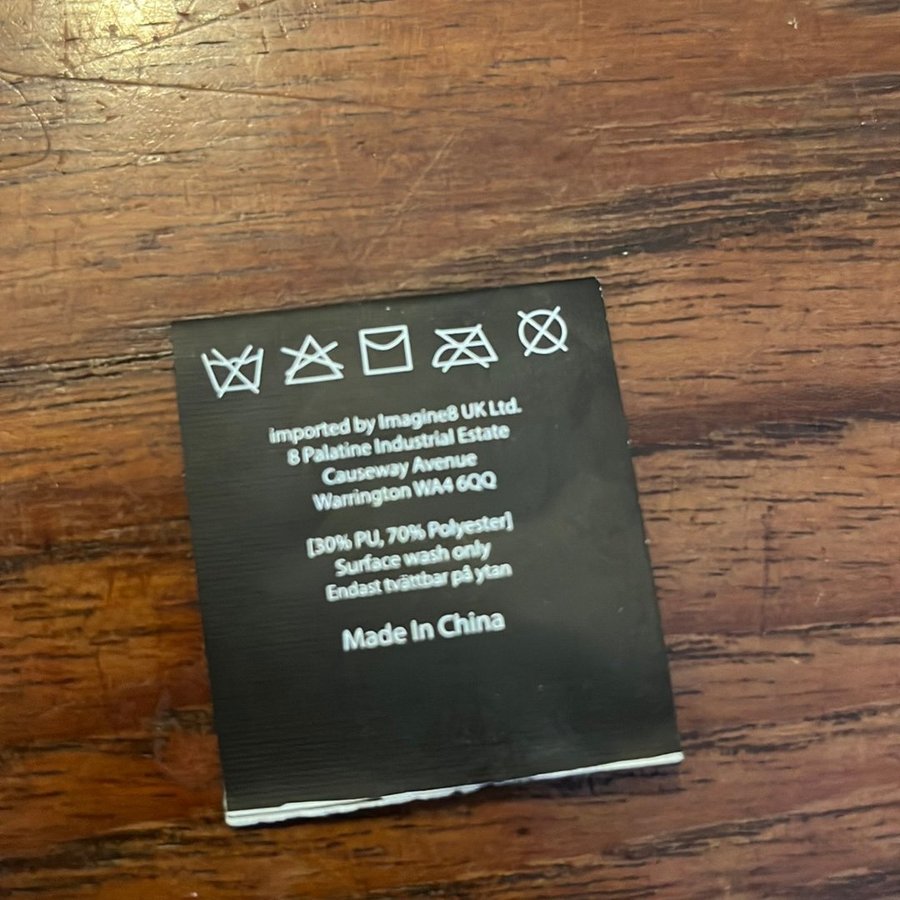 imported by Imagine8 UK Ltd.
8 Palatine Industrial Estate
Causeway Avenue
Warrington WA4 6QQ
[30% PU, 70% Polyester]
Surface wash only
Endast tvättbar på ytan
Made In China